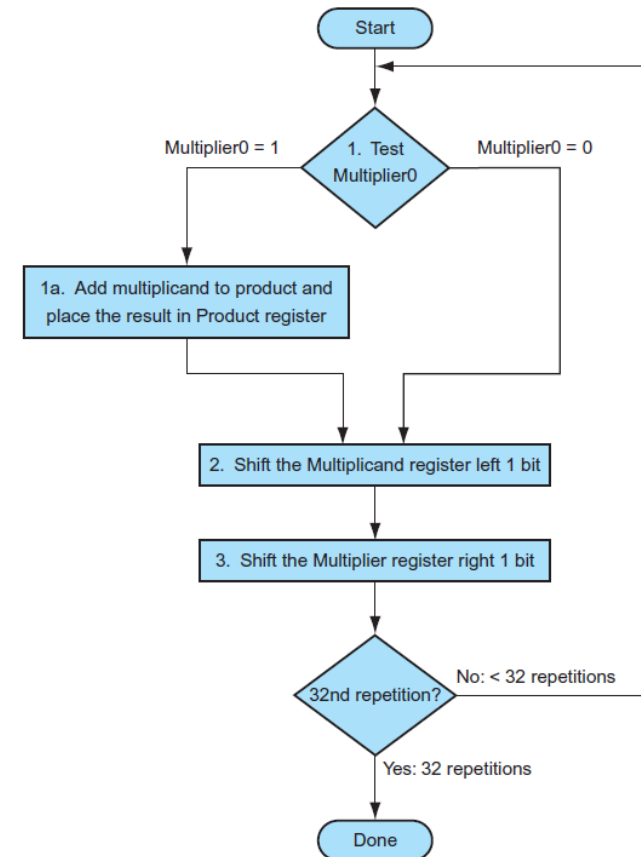 Start
Multiplier0 = 1
1. Test
Multiplier0
Multiplier0 = 0
1a. Add multiplicand to product and
place the result in Product register
2. Shift the Multiplicand register left 1 bit
3. Shift the Multiplier register right 1 bit
32nd repetition?
No: < 32 repetitions
Yes: 32 repetitions
Done